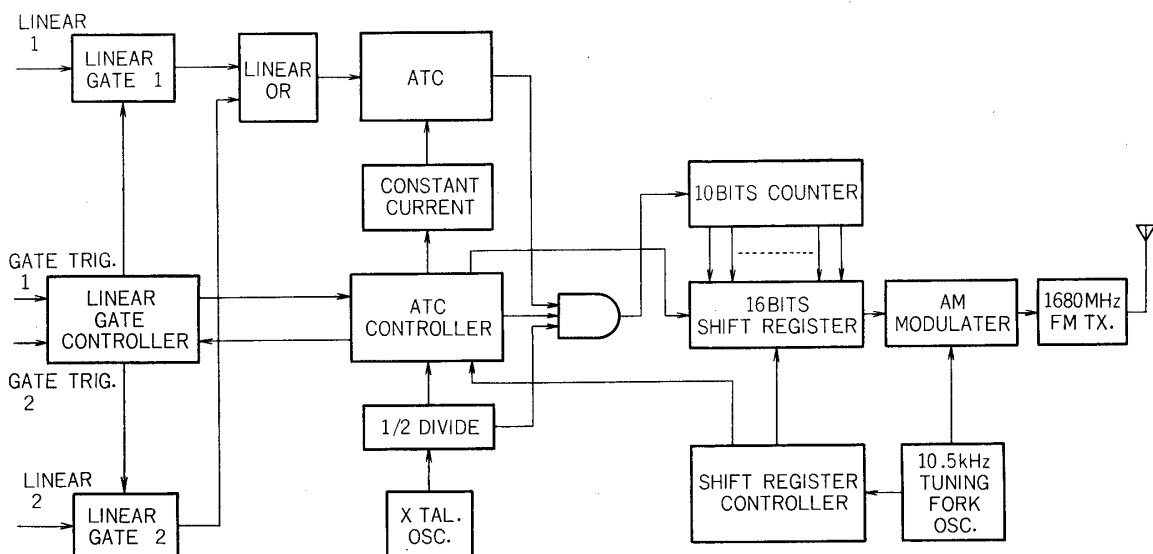 LINEAR
1
LINEAR
GATE 1
LINEAR
OR
ATC
CONSTANT
CURRENT
10BITS COUNTER
GATE TRIG.
1
LINEAR
GATE
CONTROLLER
GATE TRIG.
2
ATC
CONTROLLER
16BITS
SHIFT REGISTER
AM
MODULATER
1680MHz
FM TX.
1/2 DIVIDE
LINEAR
2
LINEAR
GATE 2
X TAL.
OSC.
SHIFT REGISTER
CONTROLLER
10.5kHz
TUNING
FORK
OSC.